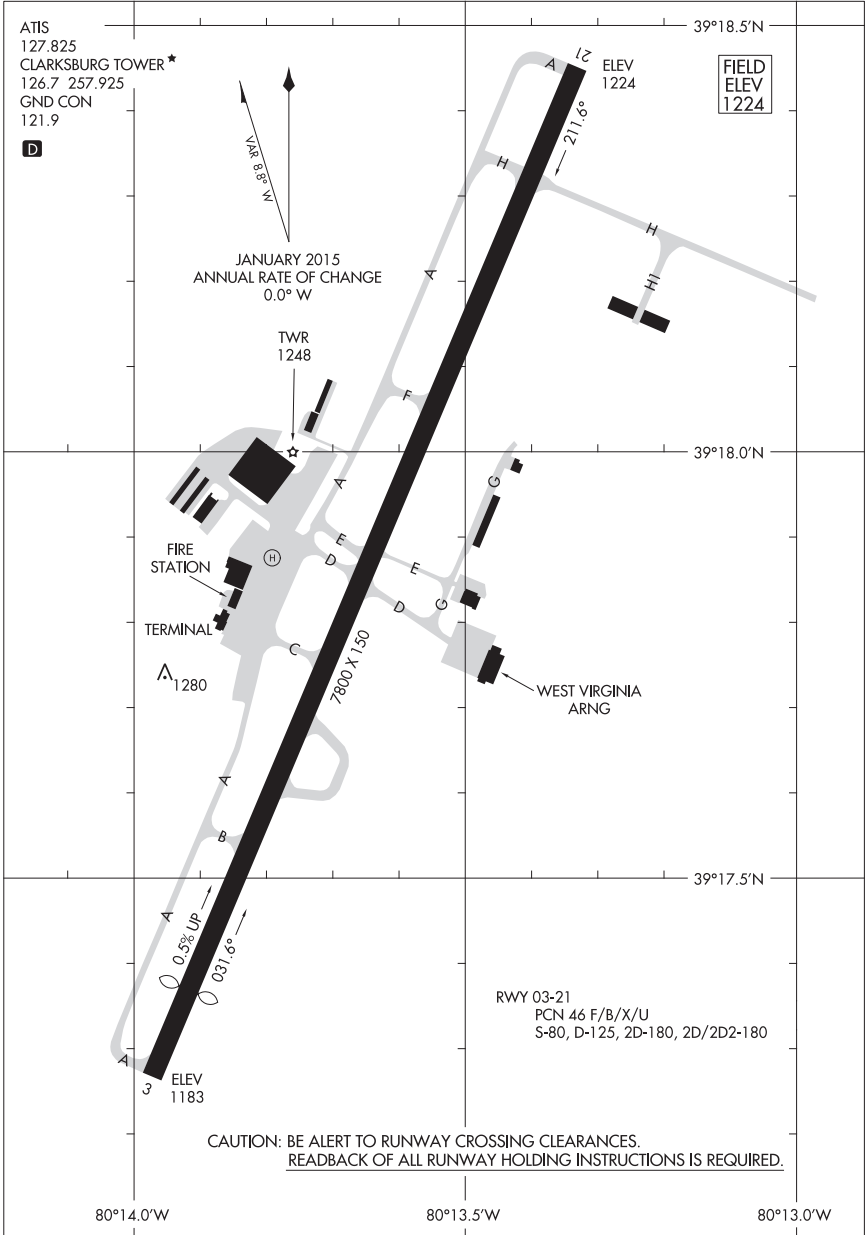 ATIS
127.825
CLARKSBURG TOWER★
126.7 257.925
GND CON
121.9
D
39°18.5'N
FIELD
ELEV
1224
A
21
ELEV
1224
211.6°
VAR 8.8° W
H
H
H1
A
JANUARY 2015
ANNUAL RATE OF CHANGE
0.0° W
TWR
1248
F
39°18.0'N
A
G
E
D
H
E
D
G
FIRE
STATION
TERMINAL
C
7800 X 150
1280
WEST VIRGINIA
ARNG
A
B
39°17.5'N
A
0.5% UP
031.6°
RWY 03-21
PCN 46 F/B/X/U
S-80, D-125, 2D-180, 2D/2D2-180
A
3
ELEV
1183
CAUTION: BE ALERT TO RUNWAY CROSSING CLEARANCES.
READBACK OF ALL RUNWAY HOLDING INSTRUCTIONS IS REQUIRED.
80°14.0'W
80°13.5'W
80°13.0'W